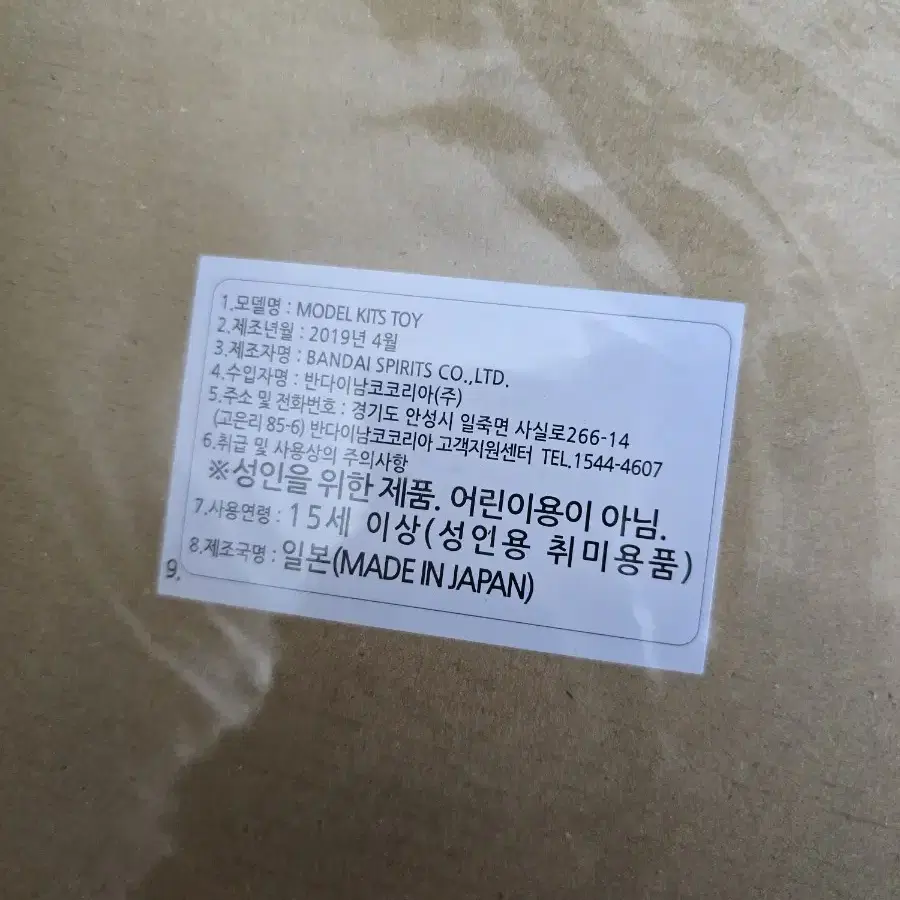 1.모델명 : MODEL KITS TOY
2.제조년월 : 2019년 4월
3.제조자명 : BANDAI SPIRITS CO.,LTD.
4.수입자명 : 반다이남코코리아(주)
5.주소 및 전화번호 : 경기도 안성시 일죽면 사실로266-14
(고은리 85-6) 반다이남코코리아 고객지원센터 TEL.1544-4607
6.취급 및 사용상의 주의사항
※성인을 위한 제품. 어린이용이 아님.
7.사용연령 : 15세 이상(성인용 취미용품)
8.제조국명 : 일본(MADE IN JAPAN)
9.